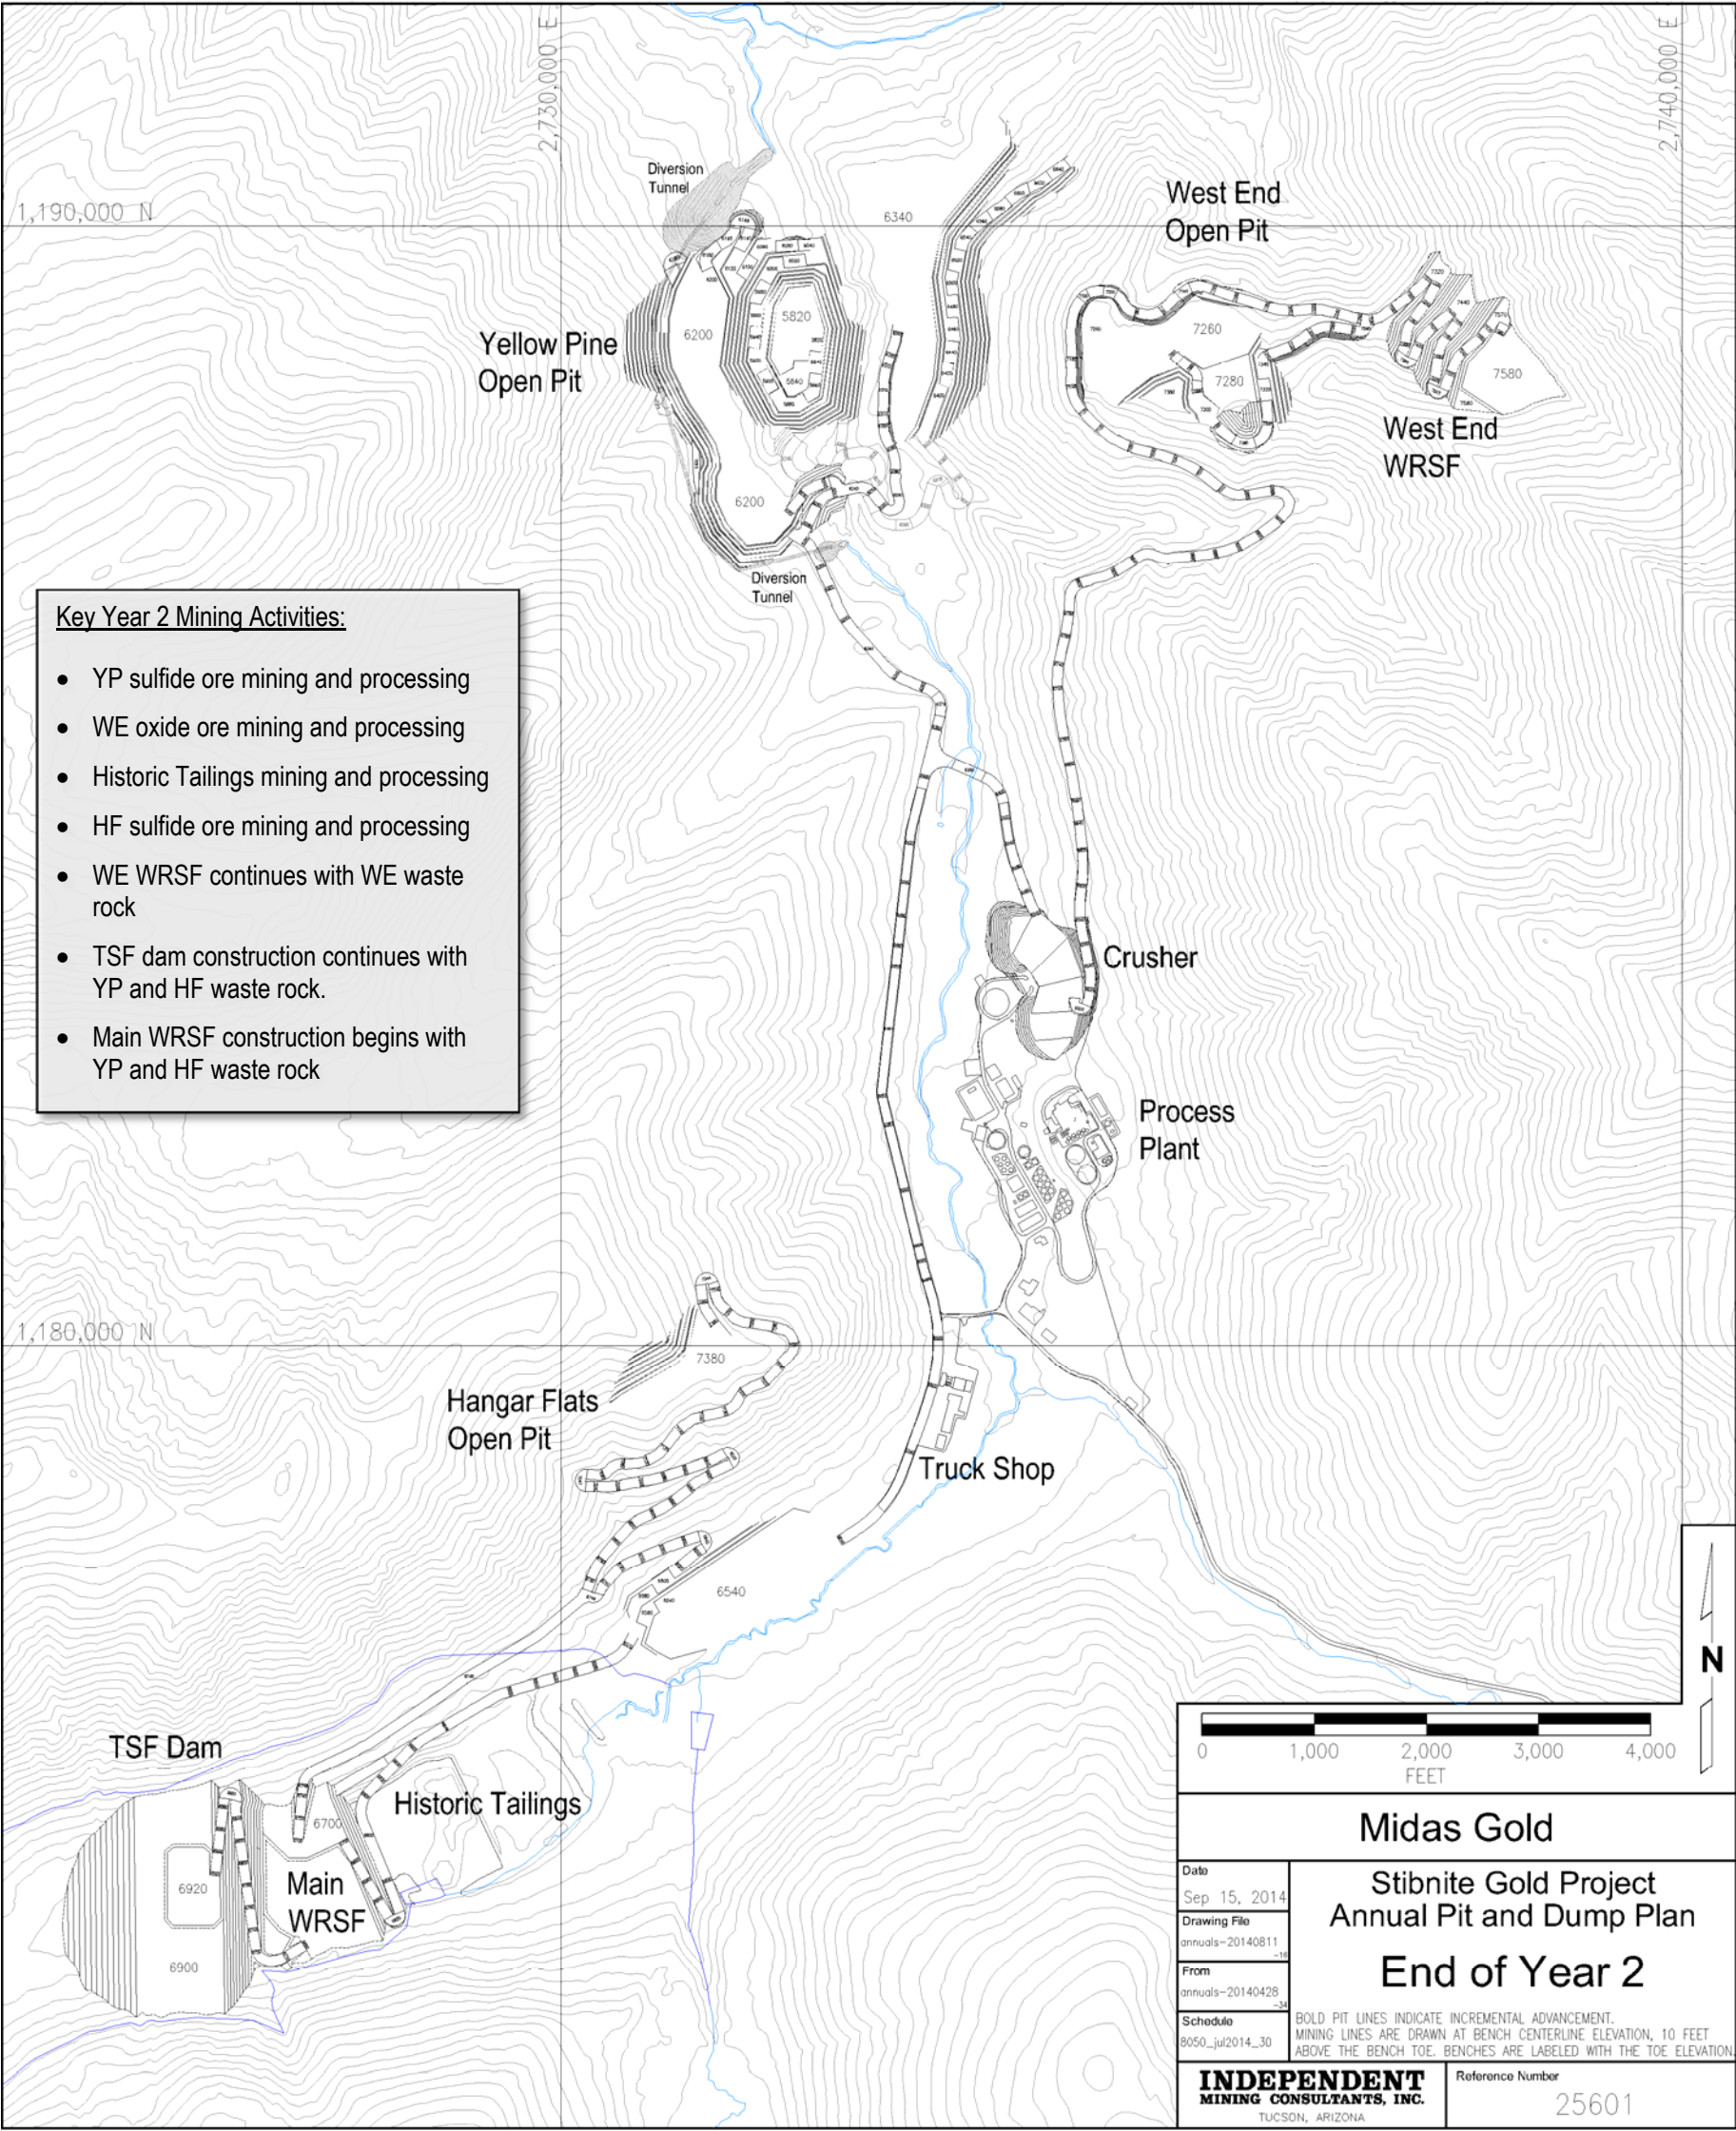 2,730,000 E
2,740,000 E
Diversion
Tunnel
1,190,000 N
6340
West End
Open Pit
Yellow Pine
Open Pit
6200
5820
5840
7260
7280
7320
7440
7570
7580
West End
WRSF
6200
Diversion
Tunnel
Key Year 2 Mining Activities:
• YP sulfide ore mining and processing
• WE oxide ore mining and processing
• Historic Tailings mining and processing
• HF sulfide ore mining and processing
• WE WRSF continues with WE waste
rock
• TSF dam construction continues with
YP and HF waste rock.
• Main WRSF construction begins with
YP and HF waste rock
Crusher
Process
Plant
1,180,000 N
7380
Hangar Flats
Open Pit
Truck Shop
6540
N
TSF Dam
Historic Tailings
6700
6920
Main
WRSF
6900
0 1,000 2,000 3,000 4,000
FEET
Midas Gold
Date
Sep 15, 2014
Drawing File
annuals-20140811
-16
From
annuals-20140428
-34
Schedule
8050_jul2014_30
Stibnite Gold Project
Annual Pit and Dump Plan
End of Year 2
BOLD PIT LINES INDICATE INCREMENTAL ADVANCEMENT.
MINING LINES ARE DRAWN AT BENCH CENTERLINE ELEVATION, 10 FEET
ABOVE THE BENCH TOE. BENCHES ARE LABELED WITH THE TOE ELEVATION.
INDEPENDENT
MINING CONSULTANTS, INC.
TUCSON, ARIZONA
Reference Number
25601